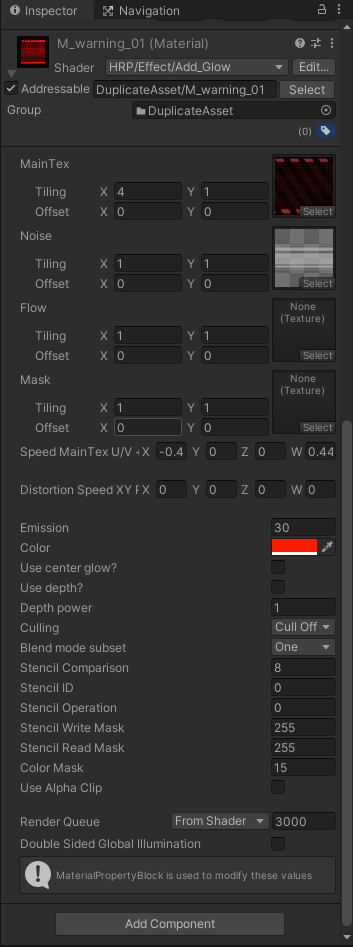 Inspector Navigation
M_warning_01 (Material)
Shader HRP/Effect/Add_Glow Edit...
Addressable DuplicateAsset/M_warning_01 Select
Group DuplicateAsset
(0)
MainTex
Tiling X 4 Y 1
Offset X 0 Y 0
Select
Noise
Tiling X 1 Y 1
Offset X 0 Y 0
Select
Flow
None
(Texture)
Tiling X 1 Y 1
Offset X 0 Y 0
Select
Mask
None
(Texture)
Tiling X 1 Y 1
Offset X 0 Y 0
Select
Speed MainTex U/V + X -0.4 Y 0 Z 0 W 0.44
Distortion Speed XY P X 0 Y 0 Z 0 W 0
Emission 30
Color
Use center glow?
Use depth?
Depth power 1
Culling Cull Off
Blend mode subset One
Stencil Comparison 8
Stencil ID 0
Stencil Operation 0
Stencil Write Mask 255
Stencil Read Mask 255
Color Mask 15
Use Alpha Clip
Render Queue From Shader 3000
Double Sided Global Illumination
MaterialPropertyBlock is used to modify these values
Add Component